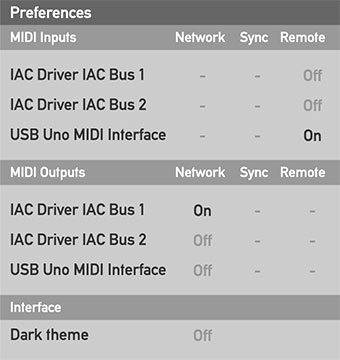 Preferences
MIDI Inputs Network Sync Remote
IAC Driver IAC Bus 1 - - Off
IAC Driver IAC Bus 2 - - Off
USB Uno MIDI Interface - - On
MIDI Outputs Network Sync Remote
IAC Driver IAC Bus 1 On - -
IAC Driver IAC Bus 2 Off - -
USB Uno MIDI Interface Off - -
Interface
Dark theme Off